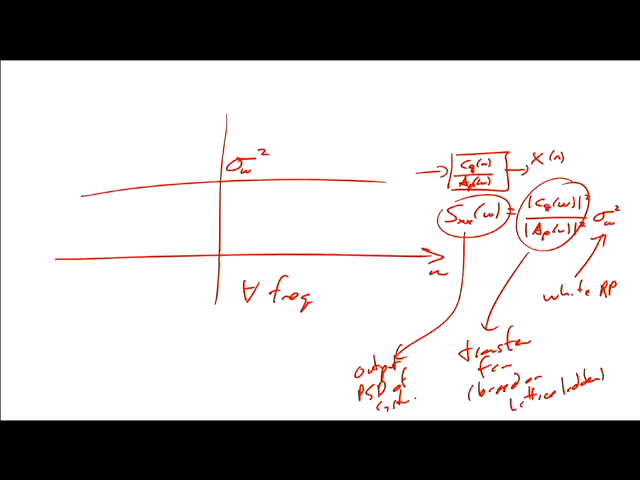 σw²
∀ freq
ω
Cq(ω) / Ap(ω)
X(n)
Sxx(ω) = |Cq(ω)|² / |Ap(ω)|² σw²
white RP
output
PSD of
transfer
fcn
(based on
lattice ladder)